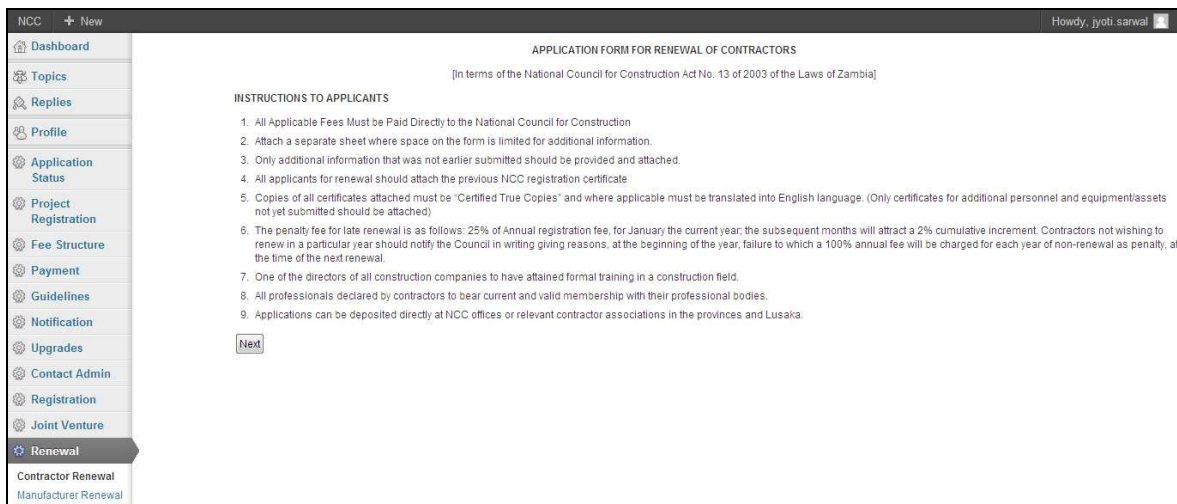 NCC + New
Howdy, jyoti.sarwal
Dashboard
Topics
Replies
Profile
Application
Status
Project
Registration
Fee Structure
Payment
Guidelines
Notification
Upgrades
Contact Admin
Registration
Joint Venture
Renewal
Contractor Renewal
Manufacturer Renewal
APPLICATION FORM FOR RENEWAL OF CONTRACTORS
[In terms of the National Council for Construction Act No. 13 of 2003 of the Laws of Zambia]
INSTRUCTIONS TO APPLICANTS
1. All Applicable Fees Must be Paid Directly to the National Council for Construction
2. Attach a separate sheet where space on the form is limited for additional information.
3. Only additional information that was not earlier submitted should be provided and attached.
4. All applicants for renewal should attach the previous NCC registration certificate
5. Copies of all certificates attached must be "Certified True Copies" and where applicable must be translated into English language. (Only certificates for additional personnel and equipment/assets
not yet submitted should be attached)
6. The penalty fee for late renewal is as follows: 25% of Annual registration fee, for January the current year; the subsequent months will attract a 2% cumulative increment. Contractors not wishing to
renew in a particular year should notify the Council in writing giving reasons, at the beginning of the year, failure to which a 100% annual fee will be charged for each year of non-renewal as penalty, at
the time of the next renewal.
7. One of the directors of all construction companies to have attained formal training in a construction field.
8. All professionals declared by contractors to bear current and valid membership with their professional bodies.
9. Applications can be deposited directly at NCC offices or relevant contractor associations in the provinces and Lusaka.
Next